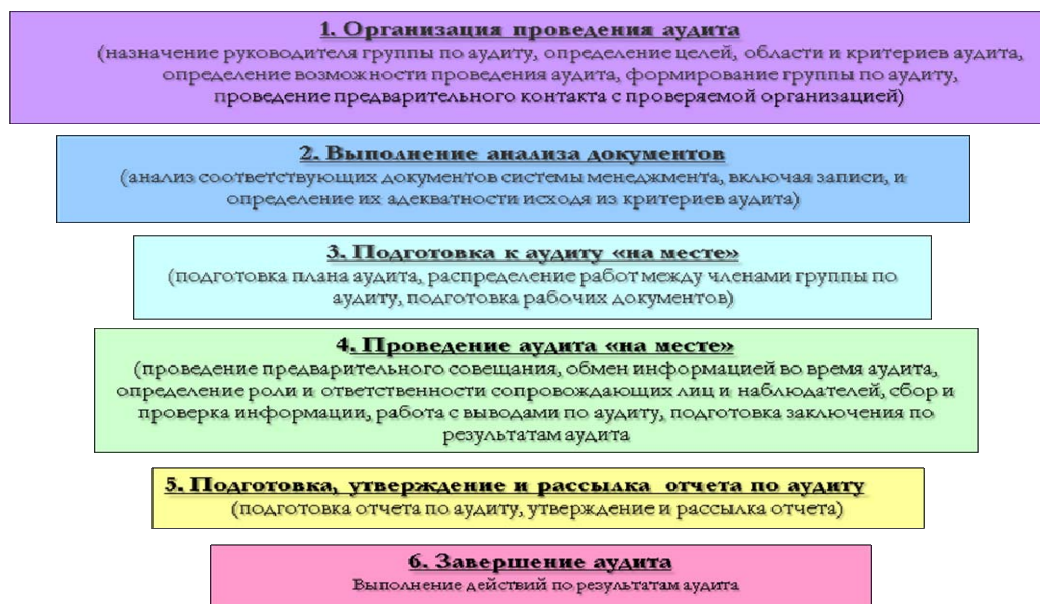 1. Организация проведения аудита
(назначение руководителя группы по аудиту, определение целей, области и критериев аудита,
определение возможности проведения аудита, формирование группы по аудиту,
проведение предварительного контакта с проверяемой организацией)
2. Выполнение анализа документов
(анализ соответствующих документов системы менеджмента, включая записи, и
определение их адекватности исходя из критериев аудита)
3. Подготовка к аудиту «на месте»
(подготовка плана аудита, распределение работ между членами группы по
аудиту, подготовка рабочих документов)
4. Проведение аудита «на месте»
(проведение предварительного совещания, обмен информацией во время аудита,
определение роли и ответственности сопровождающих лиц и наблюдателей, сбор и
проверка информации, работа с выводами по аудиту, подготовка заключения по
результатам аудита
5. Подготовка, утверждение и рассылка отчета по аудиту
(подготовка отчета по аудиту, утверждение и рассылка отчета)
6. Завершение аудита
Выполнение действий по результатам аудита